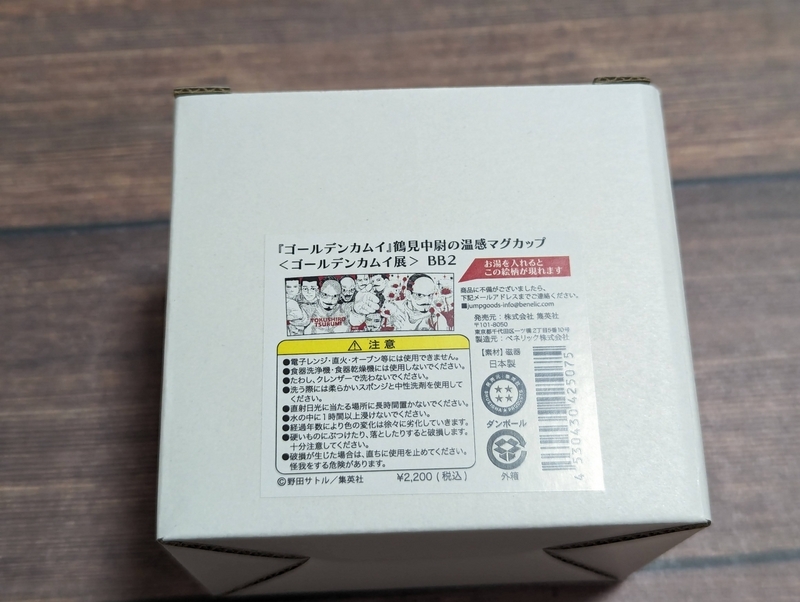 『ゴールデンカムイ』鶴見中尉の温感マグカップ
＜ゴールデンカムイ展＞ BB2
お湯を入れると
この絵柄が現れます
TOKUSHIRO
TSURUMI
商品に不備がございましたら、
下記メールアドレスまでご連絡ください。
■jumpgoods-info@benelic.com
発売元：株式会社 集英社
〒101-8050
東京都千代田区一ツ橋2丁目5番10号
製造元：ベネリック株式会社
⚠ 注意
●電子レンジ・直火・オーブン等には使用できません。
●食器洗浄機・食器乾燥機には使用しないでください。
●たわし、クレンザーで洗わないでください。
●洗う際には柔らかいスポンジと中性洗剤を使用して
ください。
●直射日光に当たる場所に長時間置かないでください。
●水の中に1時間以上浸けないでください。
●経過年数により色の変化は徐々に劣化していきます。
●硬いものにぶつけたり、落としたりすると破損します。
十分注意してください。
●破損が生じた場合は、直ちに使用を止めてください。
怪我をする危険があります。
【素材】磁器
日本製
ダンボール
外箱
4 530430 425075
©野田サトル／集英社
¥2,200（税込）